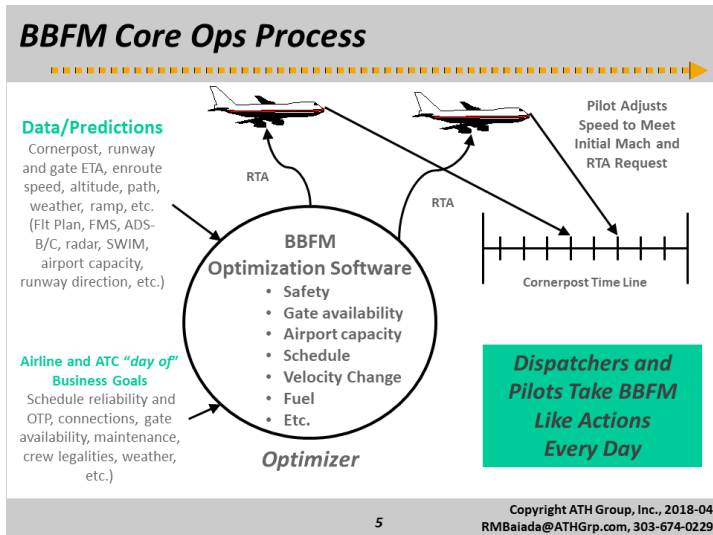 BBFM Core Ops Process
Data/Predictions
Cornerpost, runway
and gate ETA, enroute
speed, altitude, path,
weather, ramp, etc.
(Flt Plan, FMS, ADS-
B/C, radar, SWIM,
airport capacity,
runway direction, etc.)
Airline and ATC “day of”
Business Goals
Schedule reliability and
OTP, connections, gate
availability, maintenance,
crew legalities, weather,
etc.)
RTA
RTA
BBFM
Optimization Software
• Safety
• Gate availability
• Airport capacity
• Schedule
• Velocity Change
• Fuel
• Etc.
Optimizer
Pilot Adjusts
Speed to Meet
Initial Mach and
RTA Request
Cornerpost Time Line
Dispatchers and
Pilots Take BBFM
Like Actions
Every Day
5
Copyright ATH Group, Inc., 2018-04
RMBaiada@ATHGrp.com, 303-674-0229